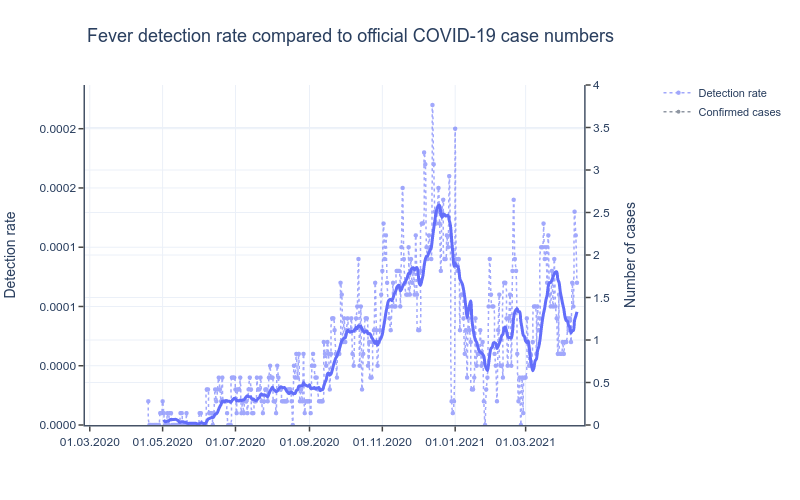 Fever detection rate compared to official COVID-19 case numbers
Detection rate
Confirmed cases
Detection rate
0.0002
0.0002
0.0001
0.0001
0.0000
0.0000
4
3.5
3
2.5
2
1.5
1
0.5
0
Number of cases
01.03.2020 01.05.2020 01.07.2020 01.09.2020 01.11.2020 01.01.2021 01.03.2021